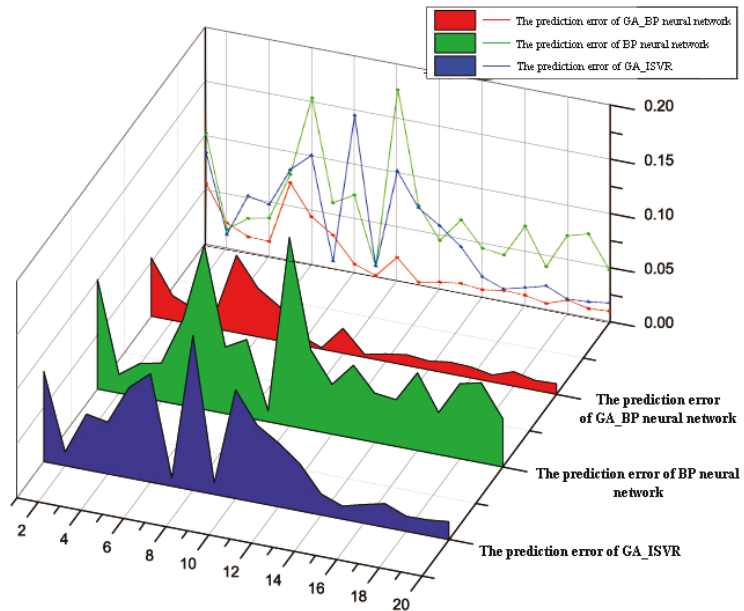 The prediction error of GA_BP neural network
The prediction error of BP neural network
The prediction error of GA_ISVR
0.20
0.15
0.10
0.05
0.00
The prediction error
of GA_BP neural network
The prediction error of BP neural
network
The prediction error of GA_ISVR
2
4
6
8
10
12
14
16
18
20